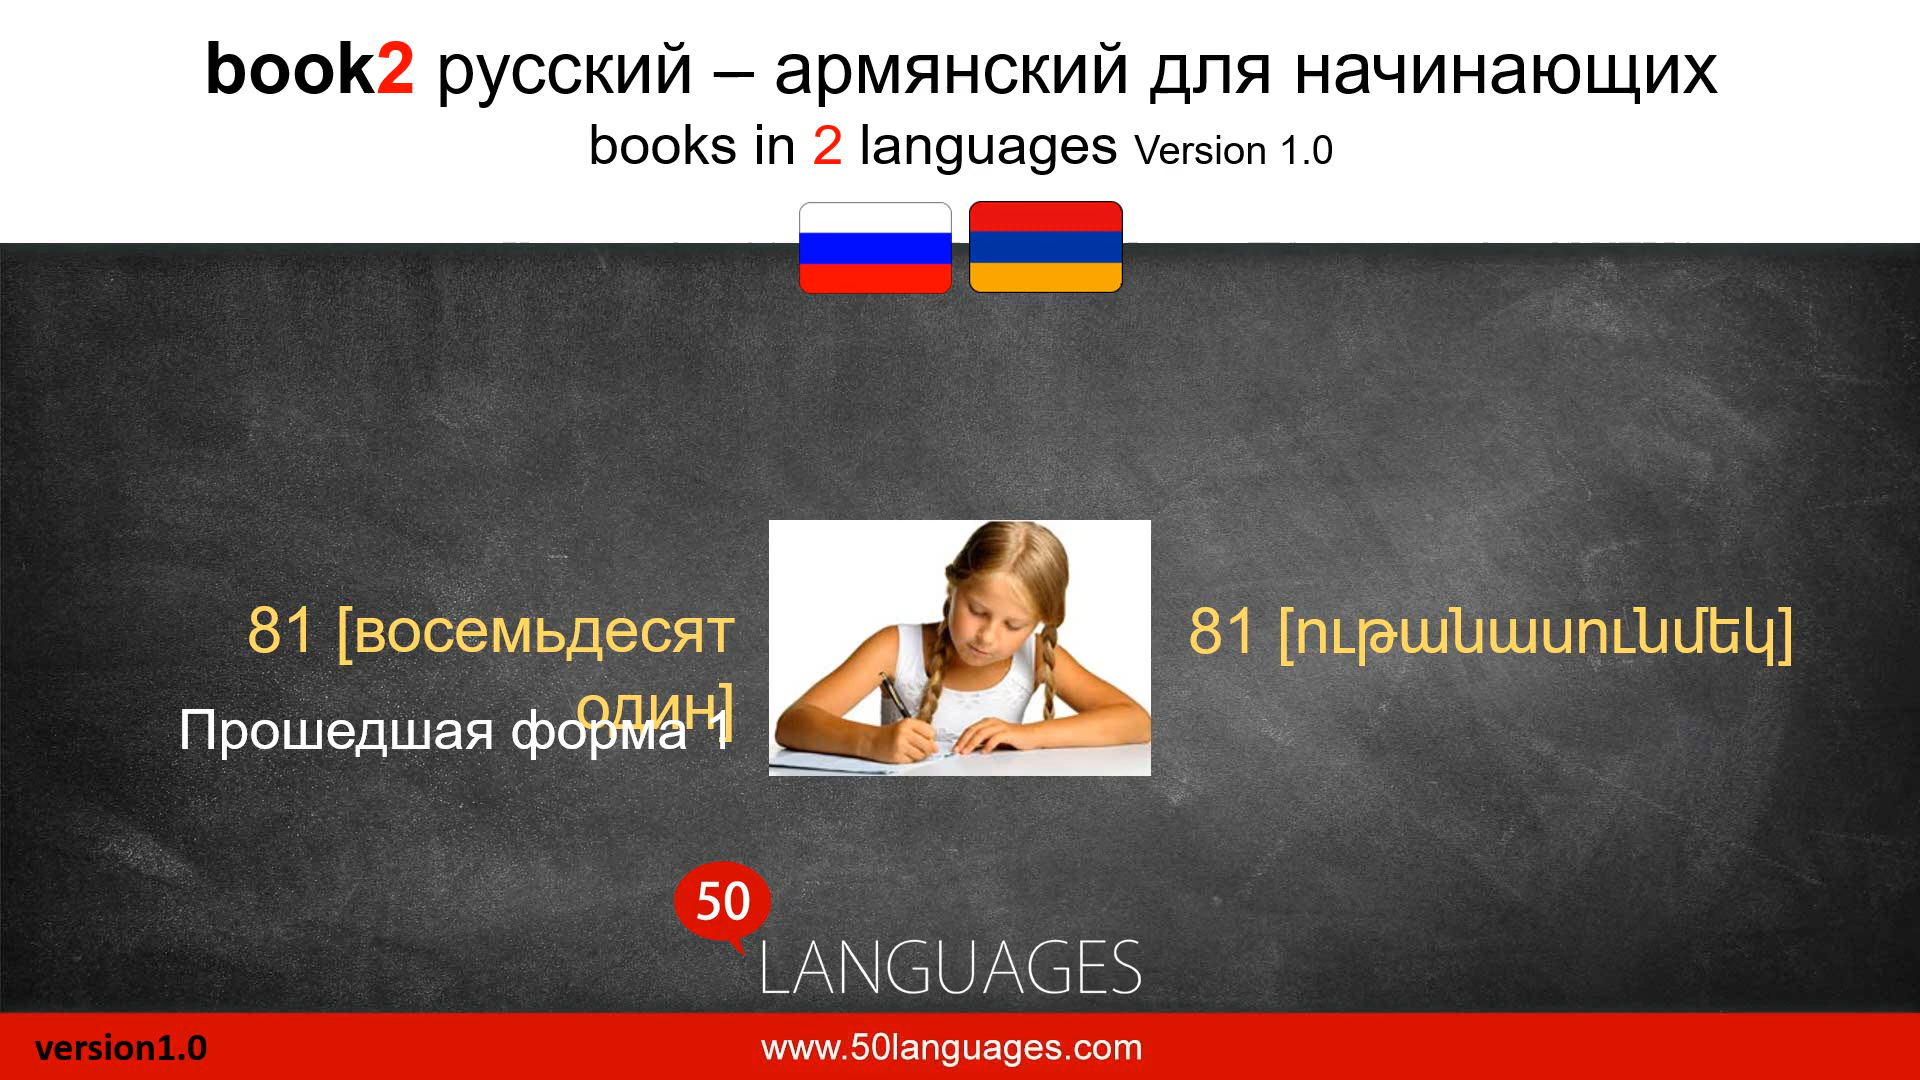 book2 русский – армянский для начинающих
books in 2 languages Version 1.0
81 [восемьдесят
один]
Прошедшая форма 1
81 [ութանասունմեկ]
50
LANGUAGES
version1.0
www.50languages.com